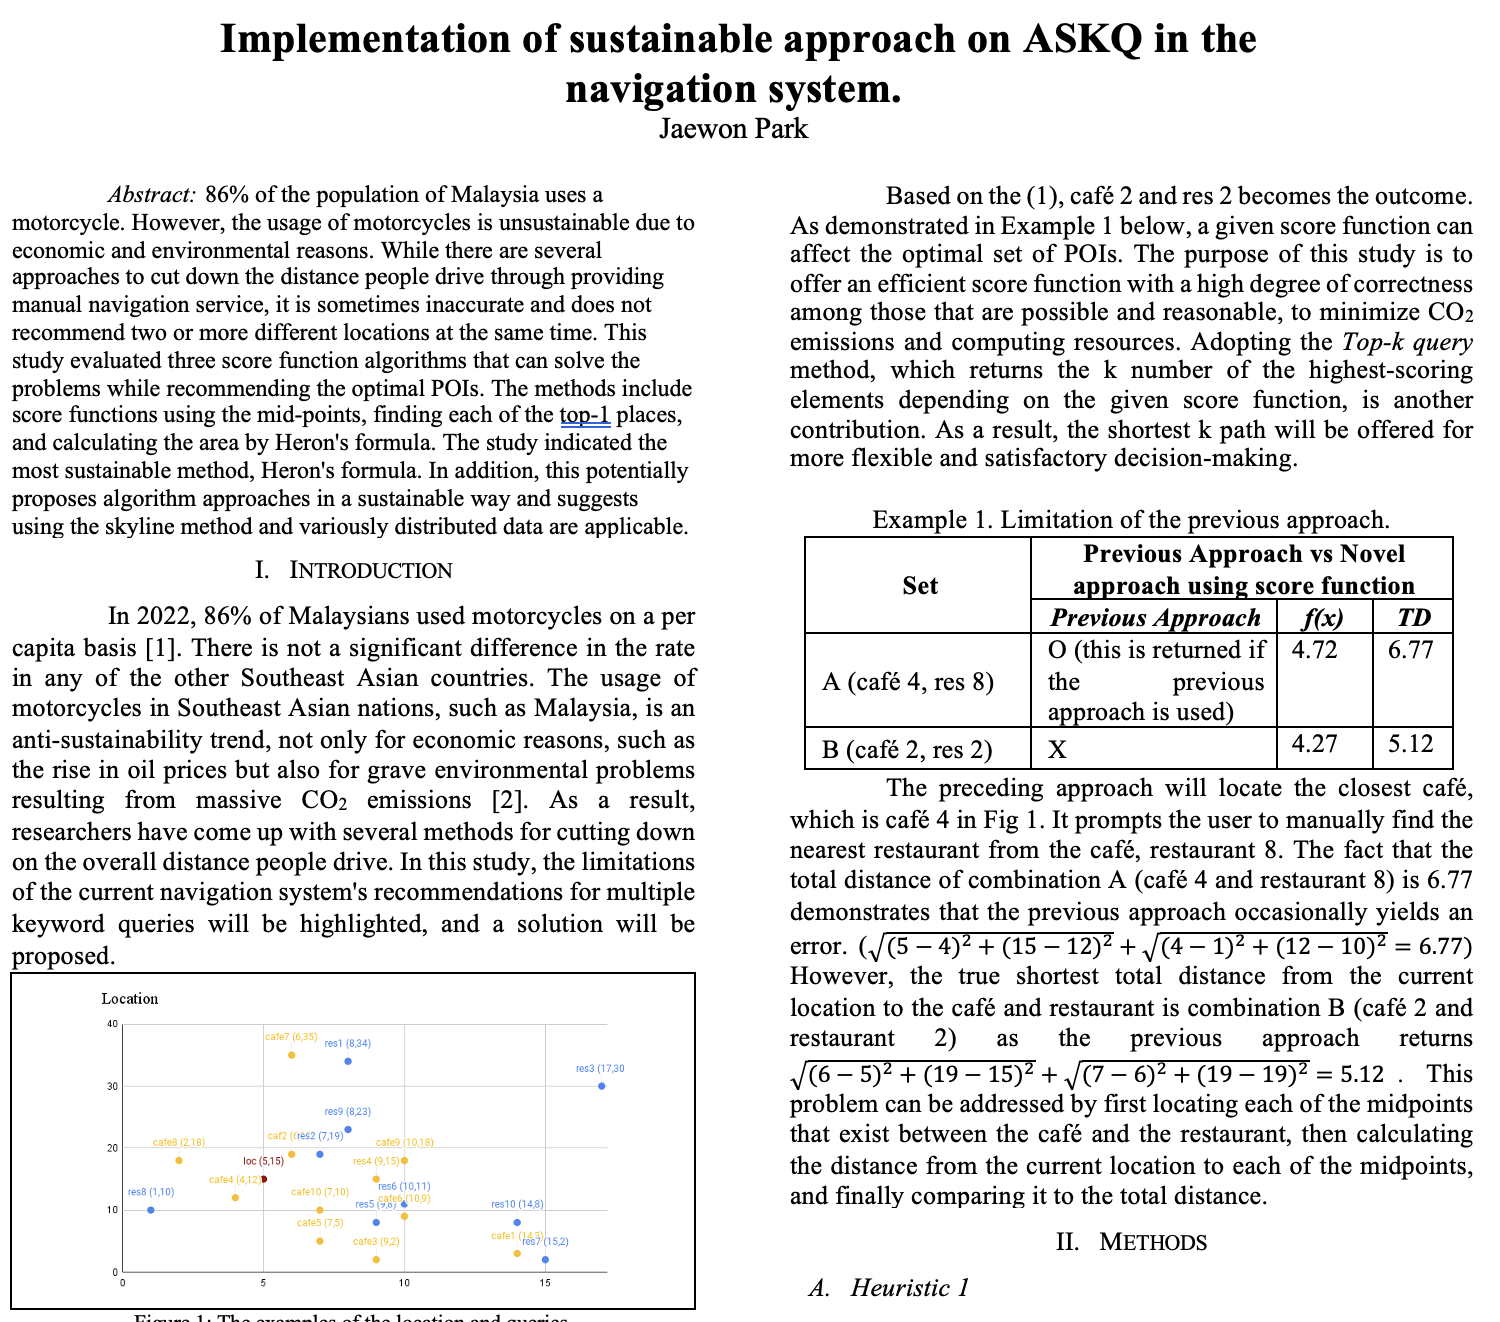 Implementation of sustainable approach on ASKQ in the
navigation system.
Jaewon Park
Abstract: 86% of the population of Malaysia uses a
motorcycle. However, the usage of motorcycles is unsustainable due to
economic and environmental reasons. While there are several
approaches to cut down the distance people drive through providing
manual navigation service, it is sometimes inaccurate and does not
recommend two or more different locations at the same time. This
study evaluated three score function algorithms that can solve the
problems while recommending the optimal POIs. The methods include
score functions using the mid-points, finding each of the top-1 places,
and calculating the area by Heron's formula. The study indicated the
most sustainable method, Heron's formula. In addition, this potentially
proposes algorithm approaches in a sustainable way and suggests
using the skyline method and variously distributed data are applicable.
I. INTRODUCTION
In 2022, 86% of Malaysians used motorcycles on a per
capita basis [1]. There is not a significant difference in the rate
in any of the other Southeast Asian countries. The usage of
motorcycles in Southeast Asian nations, such as Malaysia, is an
anti-sustainability trend, not only for economic reasons, such as
the rise in oil prices but also for grave environmental problems
resulting from massive CO2 emissions [2]. As a result,
researchers have come up with several methods for cutting down
on the overall distance people drive. In this study, the limitations
of the current navigation system's recommendations for multiple
keyword queries will be highlighted, and a solution will be
proposed.
Location
40
cafe7 (6,35)
res1 (8,34)
res3 (17,30
30
res9 (8,23)
caf2 (
res2 (7,19)
cafe8 (2,18)
cafe9 (10,18)
20
loc (5,15)
res4 (9,15)
cafe4 (4,12)
res8 (1,10)
cafe10 (7,10)
res6 (10,11)
res5 (9,8)
cafe6 (10,9)
res10 (14,8)
10
cafe5 (7,5)
cafe3 (9,2)
cafe1 (14,3)
res7 (15,2)
0
0 5 10 15
Figure 1: The examples of the location and queries
Based on the (1), café 2 and res 2 becomes the outcome.
As demonstrated in Example 1 below, a given score function can
affect the optimal set of POIs. The purpose of this study is to
offer an efficient score function with a high degree of correctness
among those that are possible and reasonable, to minimize CO2
emissions and computing resources. Adopting the Top-k query
method, which returns the k number of the highest-scoring
elements depending on the given score function, is another
contribution. As a result, the shortest k path will be offered for
more flexible and satisfactory decision-making.
Example 1. Limitation of the previous approach.
Set
Previous Approach vs Novel
approach using score function
Previous Approach f(x) TD
A (café 4, res 8)
O (this is returned if
the previous
approach is used)
4.72 6.77
B (café 2, res 2) X 4.27 5.12
The preceding approach will locate the closest café,
which is café 4 in Fig 1. It prompts the user to manually find the
nearest restaurant from the café, restaurant 8. The fact that the
total distance of combination A (café 4 and restaurant 8) is 6.77
demonstrates that the previous approach occasionally yields an
error. (√(5 − 4)² + (15 − 12)² + √(4 − 1)² + (12 − 10)² = 6.77)
However, the true shortest total distance from the current
location to the café and restaurant is combination B (café 2 and
restaurant 2) as the previous approach returns
√(6 − 5)² + (19 − 15)² + √(7 − 6)² + (19 − 19)² = 5.12 . This
problem can be addressed by first locating each of the midpoints
that exist between the café and the restaurant, then calculating
the distance from the current location to each of the midpoints,
and finally comparing it to the total distance.
II. METHODS
A. Heuristic 1